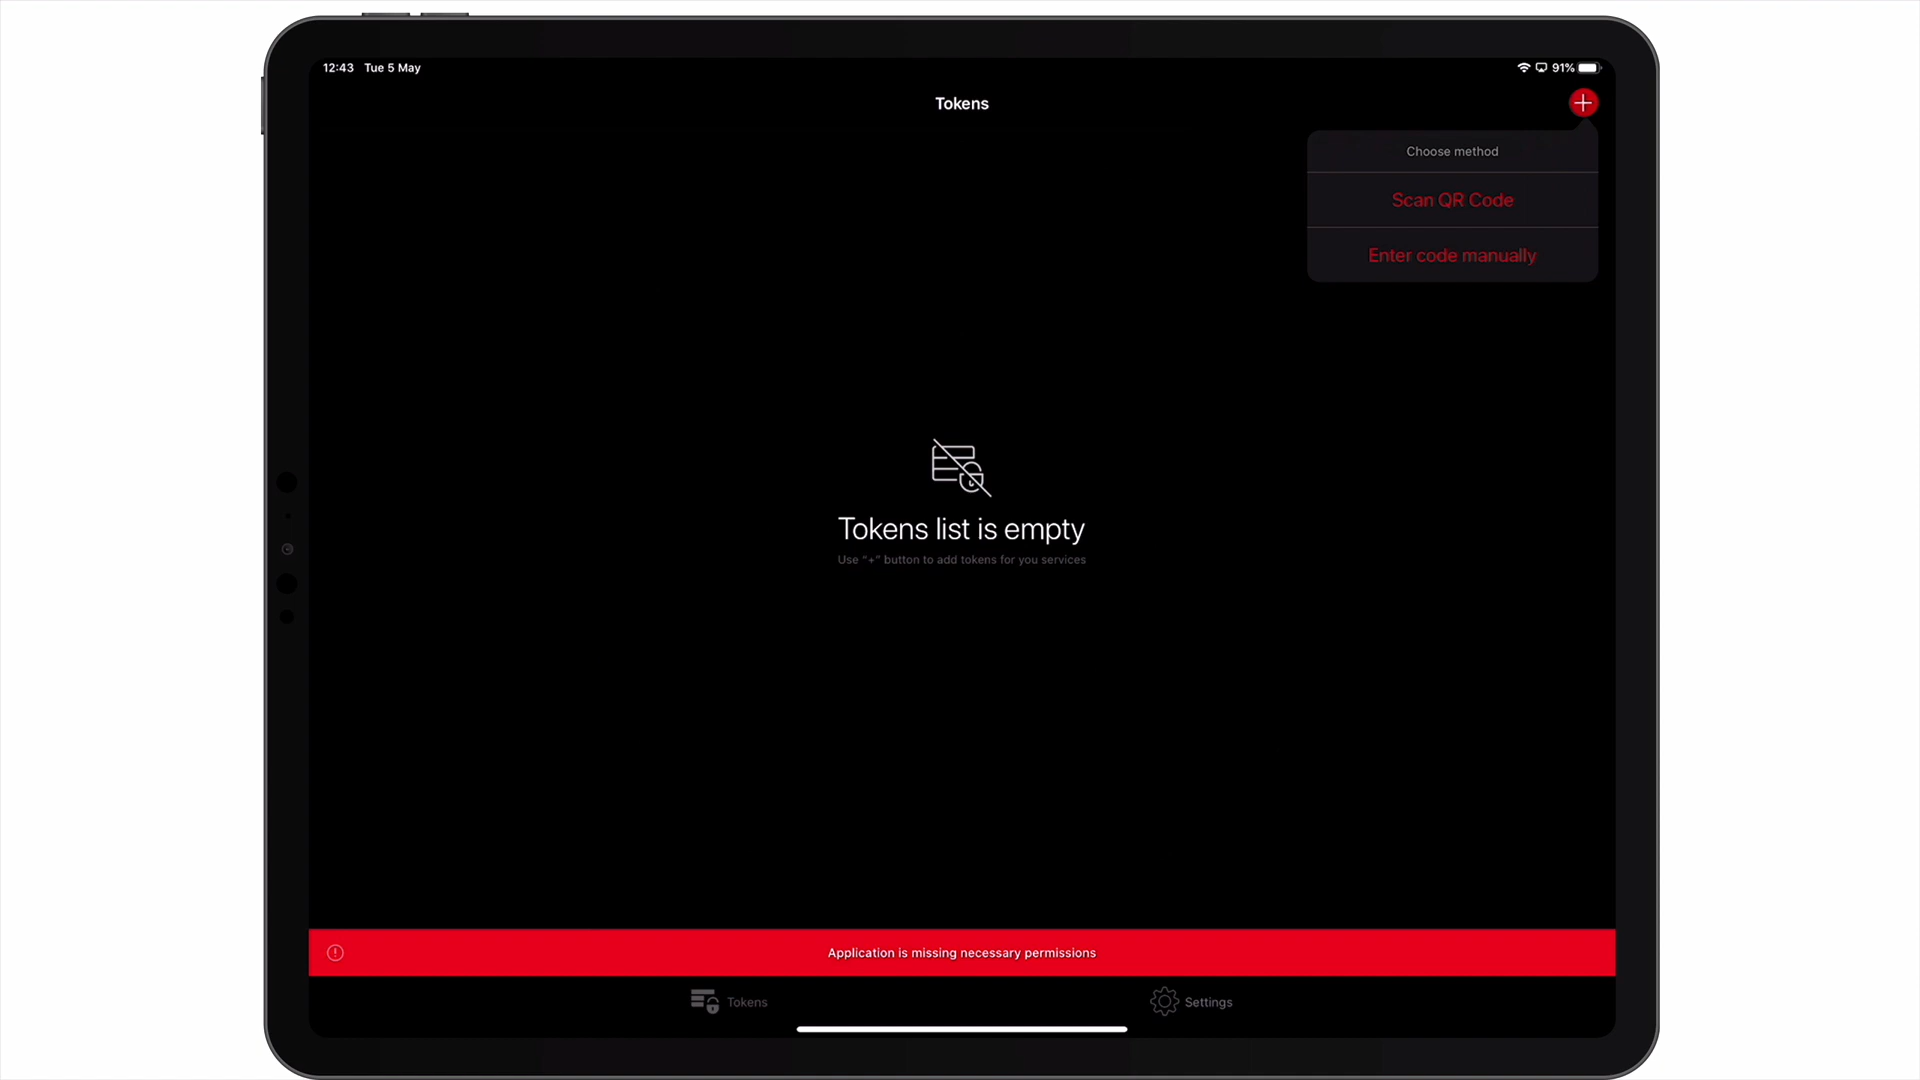 12:43 Tue 5 May
91%
Tokens
Choose method
Scan QR Code
Enter code manually
Tokens list is empty
Use “+” button to add tokens for you services
Application is missing necessary permissions
Tokens
Settings